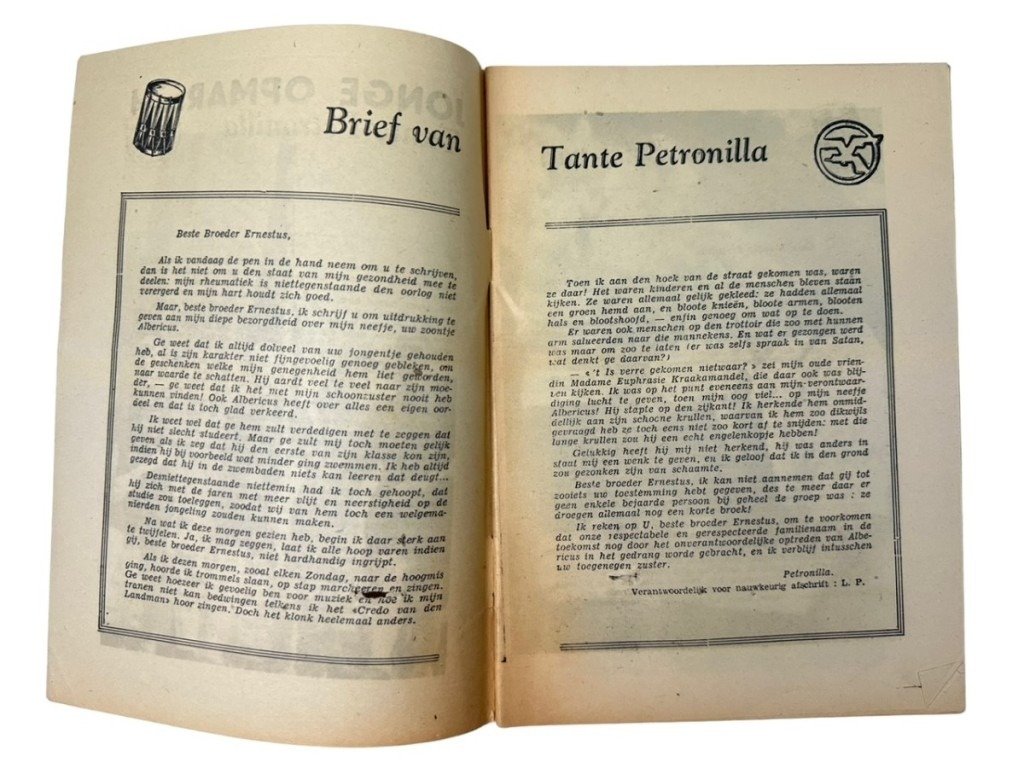 Brief van
Beste Broeder Ernestus,
Als ik vandaag de pen in de hand neem om u te schrijven,
dan is het niet om u den staat van mijn gezondheid mee te
deelen: mijn rheumatiek is niettegenstaande den oorlog niet
verergerd en mijn hart houdt zich goed.
Maar, beste broeder Ernestus, ik schrijf u om uitdrukking te
geven aan mijn diepe bezorgdheid over mijn neefje, uw zoontje
Albericus.
Ge weet dat ik altijd dolveel van uw jongentje gehouden
heb, al is zijn karakter niet fijngevoelig genoeg gebleken, om
de geschenken welke mijn genegenheid hem liet geworden,
naar waarde te schatten. Hij aardt veel te veel naar zijn moe-
der, — ge weet dat ik het met mijn schoonzuster nooit heb
kunnen vinden! Ook Albericus heeft over alles een eigen oor-
deel en dat is toch glad verkeerd.
Ik weet wel dat ge hem zult verdedigen met te zeggen dat
hij niet slecht studeert. Maar ge zult mij toch moeten gelijk
geven als ik zeg dat hij den eerste van zijn klasse kon zijn,
indien hij bij voorbeeld wat minder ging zwemmen. Ik heb altijd
gezegd dat hij in de zwembaden niets kan leeren dat deugt...
Desmiettegenstaande niettemin had ik toch gehoopt, dat
hij zich met de jaren met meer vlijt en neerstigheid op de
studie zou toeleggen, zoodat wij van hem toch een welgema-
nierden jongeling zouden kunnen maken.
Na wat ik deze morgen gezien heb, begin ik daar sterk aan
te twijfelen. Ja, ik mag zeggen, laat ik alle hoop varen indien
gij, beste broeder Ernestus, niet hardhandig ingrijpt.
Als ik dezen morgen, zooal elken Zondag, naar de hoogmis
ging, hoorde ik trommels slaan, op stap marcheeren en zingen.
Ge weet hoezeer ik gevoelig ben voor muziek en hoe ik mijn
tranen niet kan bedwingen telkens ik het «Credo van den
Landman» hoor zingen. Doch het klonk heelemaal anders.
Tante Petronilla
Toen ik aan den hoek van de straat gekomen was, waren
ze daar! Het waren kinderen en al de menschen bleven staan
kijken. Ze waren allemaal gelijk gekleed: ze hadden allemaal
een groen hemd aan, en bloote knieën, bloote armen, blooten
hals en blootshoofd, — enfin genoeg om wat op te doen.
Er waren ook menschen op den trottoir die zoo met hunnen
arm salueerden naar die mannekens. En wat er gezongen werd
was maar om zoo te laten (er was zelfs spraak in van Satan,
wat denkt ge daarvan?)
— «'t Is verre gekomen nietwaar? » zei mijn oude vrien-
din Madame Euphrasie Kraakamandel, die daar ook was blij-
ven kijken. Ik was op het punt eveneens aan mijn verontwaar-
diging lucht te geven, toen mijn oog viel... op mijn neefje
Albericus! Hij stapte op den zijkant! Ik herkende hem onmid-
dellijk aan zijn schoone krullen, waarvan ik hem zoo dikwijls
gevraagd heb ze toch eens niet zoo kort af te snijden: met die
lange krullen zou hij een echt engelenkopje hebben!
Gelukkig heeft hij mij niet herkend, hij was anders in
staat mij een wenk te geven, en ik geloof dat ik in den grond
zou gezonken zijn van schaamte.
Beste broeder Ernestus, ik kan niet aannemen dat gij tot
zooiets uw toestemming hebt gegeven, des te meer daar er
geen enkele bejaarde persoon bij geheel de groep was : ze
droegen allemaal nog een korte broek!
Ik reken op U, beste broeder Ernestus, om te voorkomen
dat onze respectabele en gerespecteerde familienaam in de
toekomst nog door het onverantwoordelijke optreden van Albe-
ricus in het gedrang worde gebracht, en ik verblijf intusschen
uw toegenegen zuster.
Petronilla.
Verantwoordelijk voor nauwkeurig afschrift : L. P.